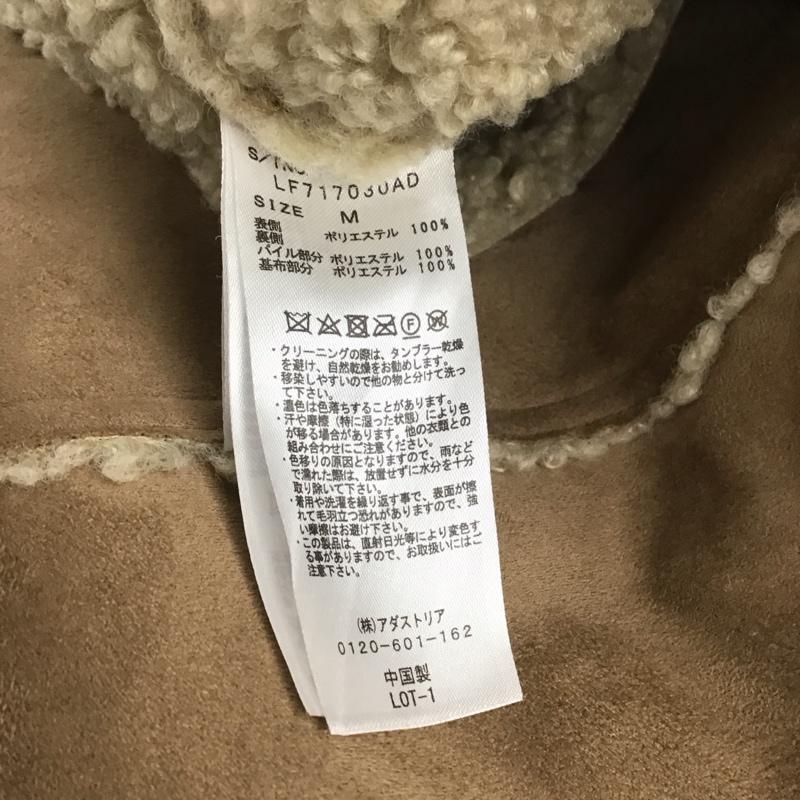 LF717030AD
SIZE M
表側 ポリエステル 100%
裏側
パイル部分 ポリエステル 100%
基布部分 ポリエステル 100%
・クリーニングの際は、タンブラー乾燥
を避け、自然乾燥をお勧めします。
・移染しやすいので他の物と分けて洗っ
て下さい。
・濃色は色落ちすることがあります。
・汗や摩擦（特に湿った状態）により色
が移る場合があります。他の衣類との
組み合わせにご注意ください。
・色移りの原因となりますので、雨など
で濡れた際は、放置せずに水分を十分
取り除いて下さい。
・着用や洗濯を繰り返す事で、表面が擦
れて毛羽立つ恐れがありますので、強
い摩擦はお避け下さい。
・この製品は、直射日光等により変色す
る事がありますので、お取扱いにはご
注意下さい。
(株)アダストリア
0120-601-162
中国製
LOT-1